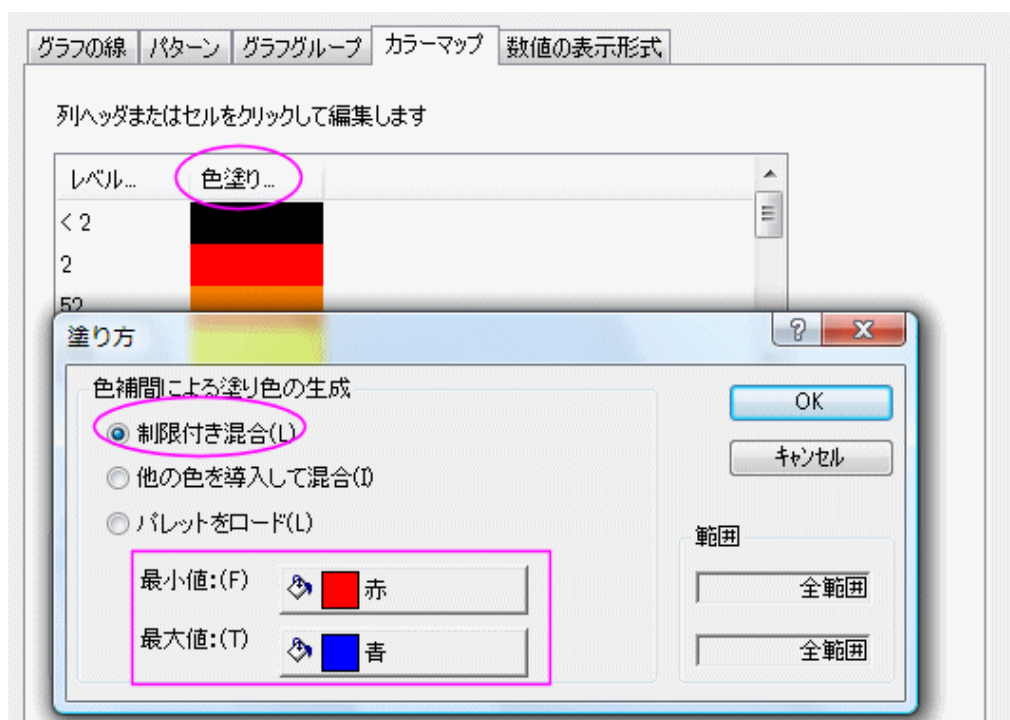 グラフの線 パターン グラフグループ カラーマップ 数値の表示形式
列ヘッダまたはセルをクリックして編集します
レベル... 色塗り...
< 2
2
52
塗り方
色補間による塗り色の生成
制限付き混合(L)
他の色を導入して混合(I)
パレットをロード(L)
最小値:(F) 赤
最大値:(T) 青
OK
キャンセル
範囲
全範囲
全範囲